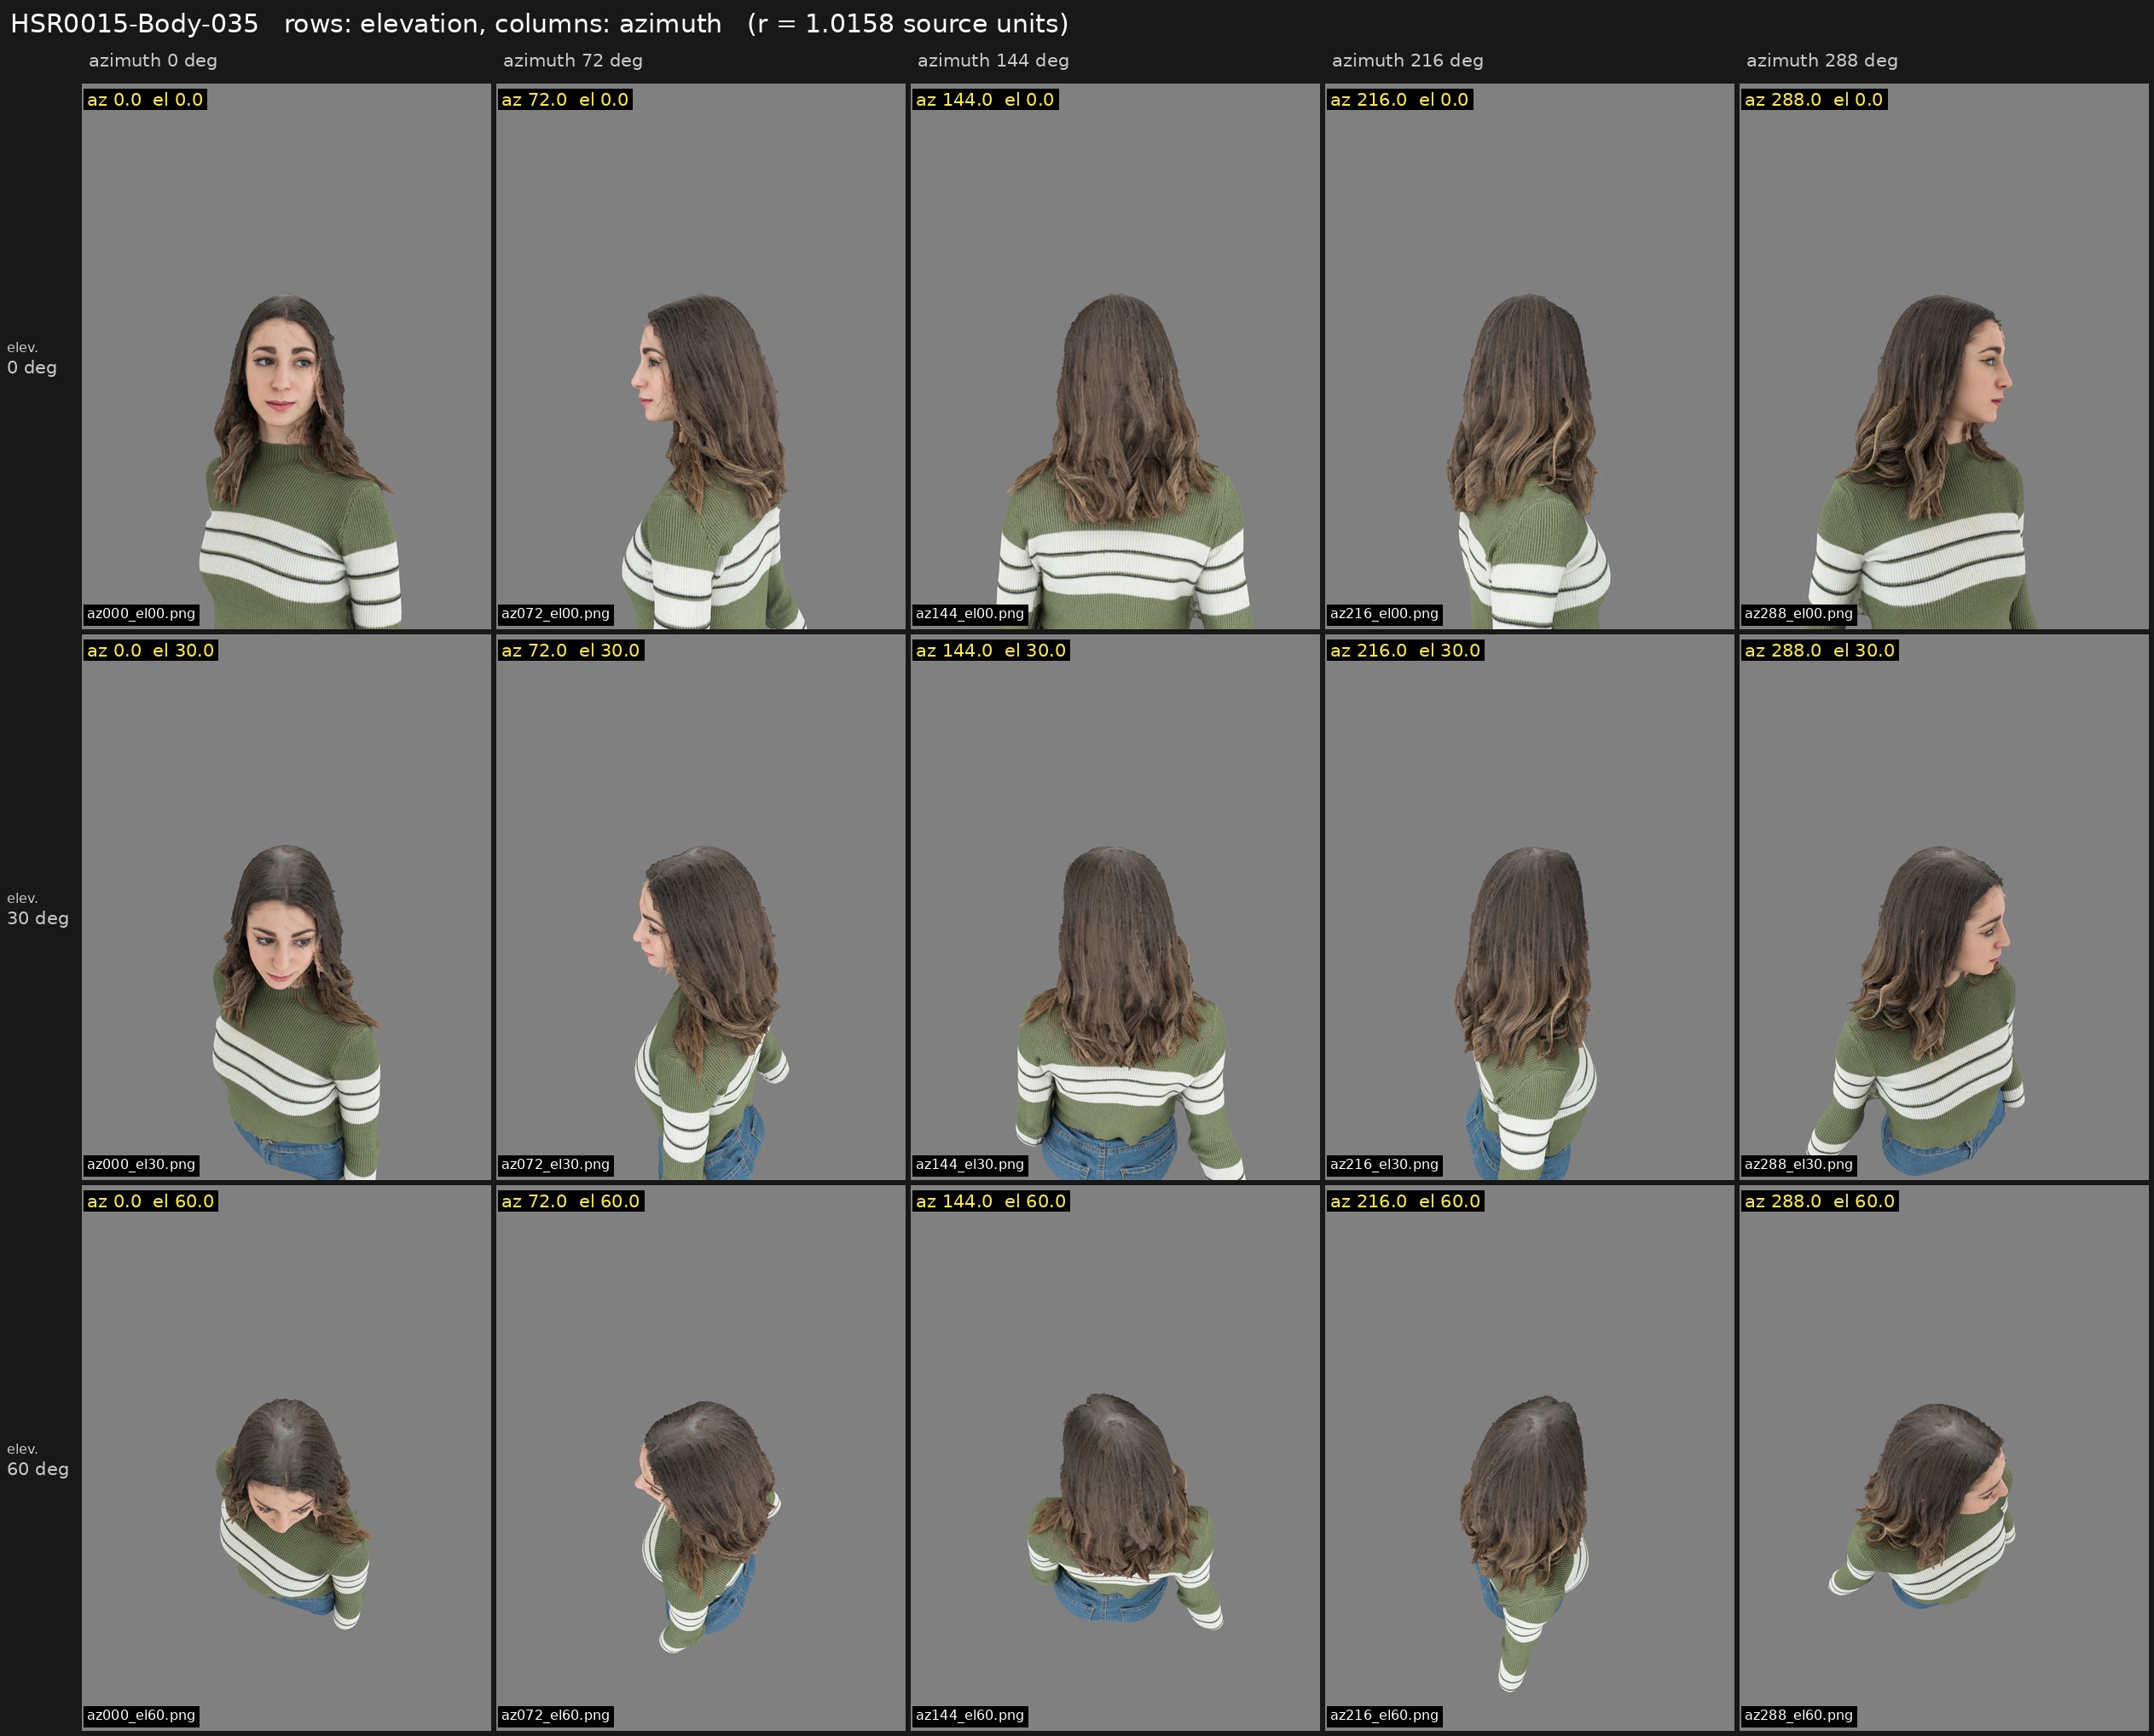 HSR0015-Body-035 rows: elevation, columns: azimuth (r = 1.0158 source units)
azimuth 0 deg azimuth 72 deg azimuth 144 deg azimuth 216 deg azimuth 288 deg
az 0.0 el 0.0 az 72.0 el 0.0 az 144.0 el 0.0 az 216.0 el 0.0 az 288.0 el 0.0
elev.
0 deg
az000_el00.png az072_el00.png az144_el00.png az216_el00.png az288_el00.png
az 0.0 el 30.0 az 72.0 el 30.0 az 144.0 el 30.0 az 216.0 el 30.0 az 288.0 el 30.0
elev.
30 deg
az000_el30.png az072_el30.png az144_el30.png az216_el30.png az288_el30.png
az 0.0 el 60.0 az 72.0 el 60.0 az 144.0 el 60.0 az 216.0 el 60.0 az 288.0 el 60.0
elev.
60 deg
az000_el60.png az072_el60.png az144_el60.png az216_el60.png az288_el60.png